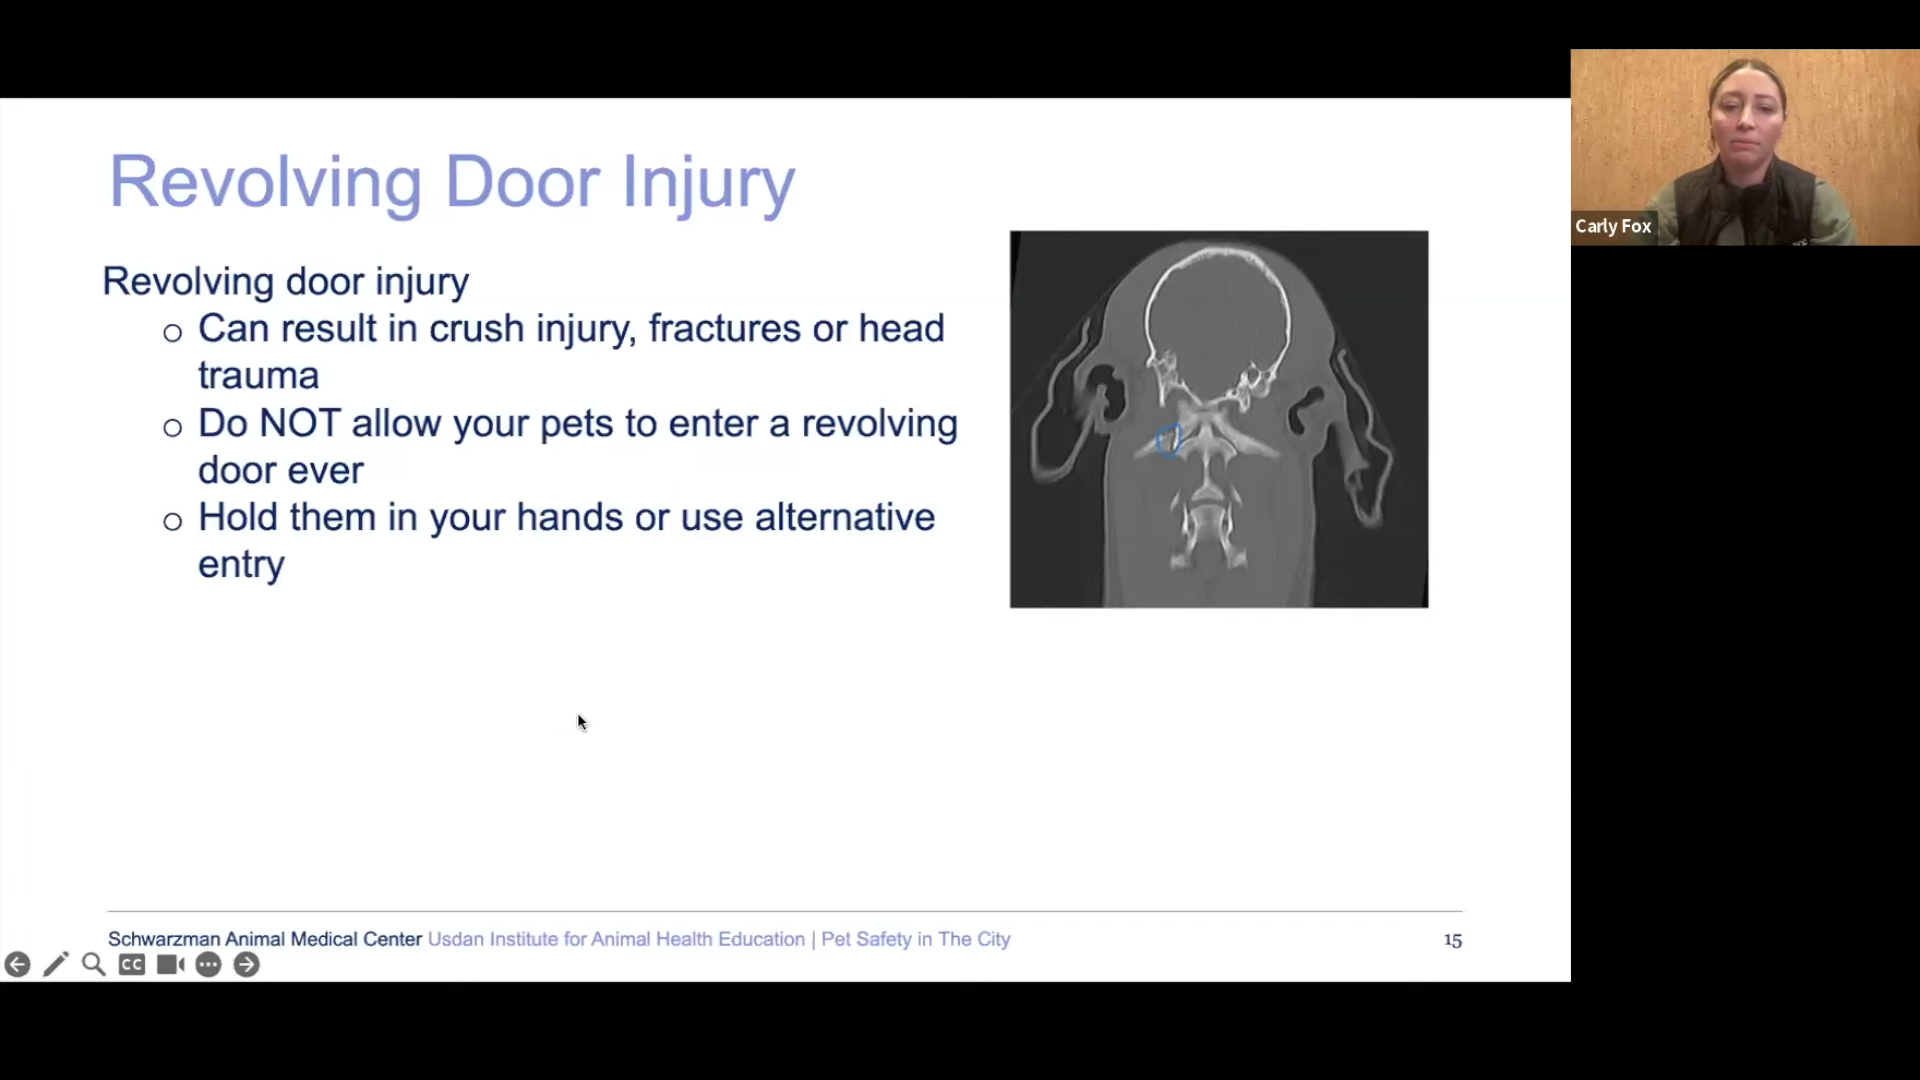 Revolving Door Injury
Revolving door injury
o Can result in crush injury, fractures or head
trauma
o Do NOT allow your pets to enter a revolving
door ever
o Hold them in your hands or use alternative
entry
Carly Fox
Schwarzman Animal Medical Center Usdan Institute for Animal Health Education | Pet Safety in The City
15
CC